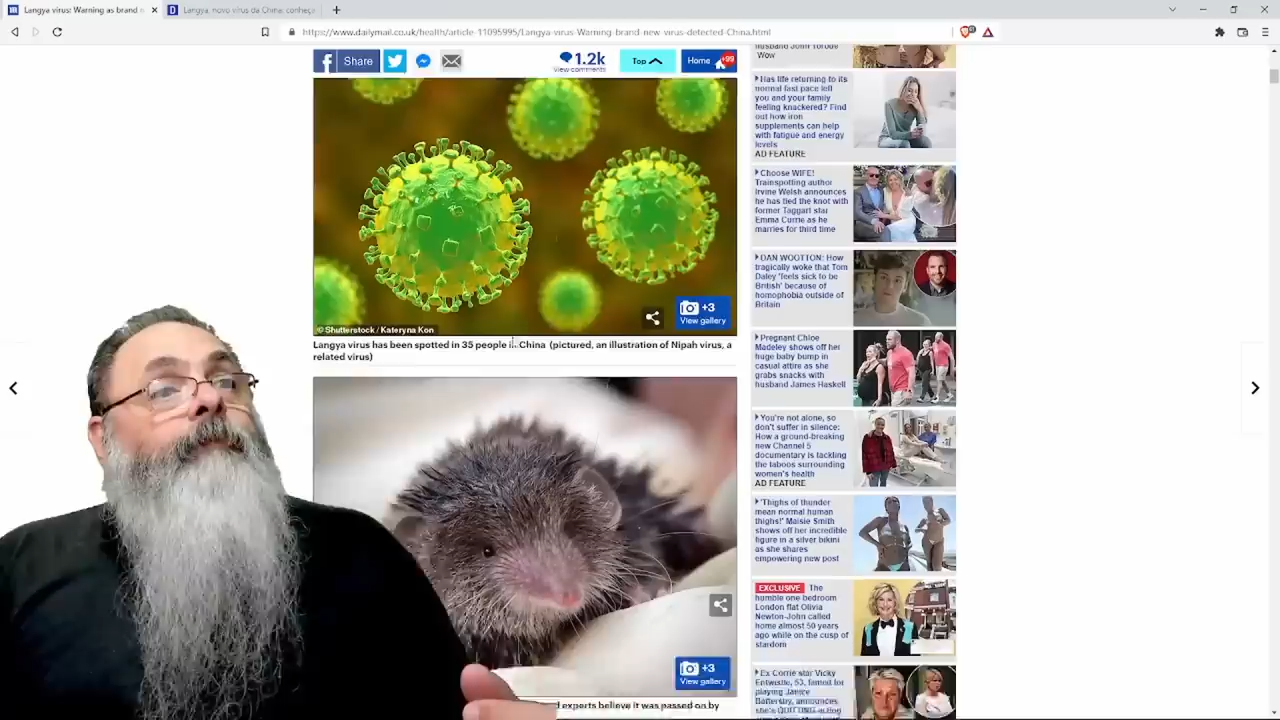 Langya virus: Warning as brand n
Langya, novo vírus da China: conheça
https://www.dailymail.co.uk/health/article-11095995/Langya-virus-Warning-brand-new-virus-detected-China.html
Share
1.2k
View comments
Top
Home
+99
+3
View gallery
© Shutterstock / Kateryna Kon
Langya virus has been spotted in 35 people in China (pictured, an illustration of Nipah virus, a
related virus)
+3
View gallery
experts believe it was passed on by
husband John Torode
Wow
Has life returning to its
normal fast pace left
you and your family
feeling knackered? Find
out how iron
supplements can help
with fatigue and energy
levels
AD FEATURE
Choose WIFE!
Trainspotting author
Irvine Welsh announces
he has tied the knot with
former Taggart star
Emma Currie as he
marries for third time
DAN WOOTTON: How
tragically woke that Tom
Daley 'feels sick to be
British' because of
homophobia outside of
Britain
Pregnant Chloe
Madeley shows off her
huge baby bump in
casual attire as she
grabs snacks with
husband James Haskell
You're not alone, so
don't suffer in silence:
How a ground-breaking
new Channel 5
documentary is tackling
the taboos surrounding
women's health
AD FEATURE
'Thighs of thunder
mean normal human
thighs!' Maisie Smith
shows off her incredible
figure in a silver bikini
as she shares
empowering new post
EXCLUSIVE The
humble one-bedroom
London flat Olivia
Newton-John called
home almost 50 years
ago while on the cusp of
stardom
Ex Corrie star Vicky
Entwistle, 53, famed for
playing Janice
Battersby, announces
she's QUITTING acting